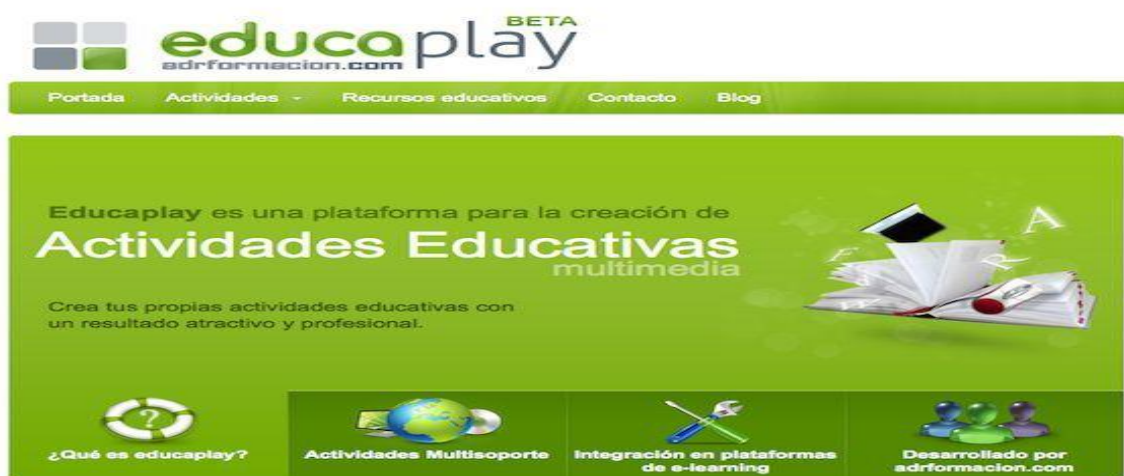 BETA
educaplay
adrformacion.com
Portada Actividades Recursos educativos Contacto Blog
Educaplay es una plataforma para la creación de
Actividades Educativas
multimedia
Crea tus propias actividades educativas con
un resultado atractivo y profesional.
A
R
F
¿Qué es educaplay?
Actividades Multisoporte
Integración en plataformas
de e-learning
Desarrollado por
adrformacion.com